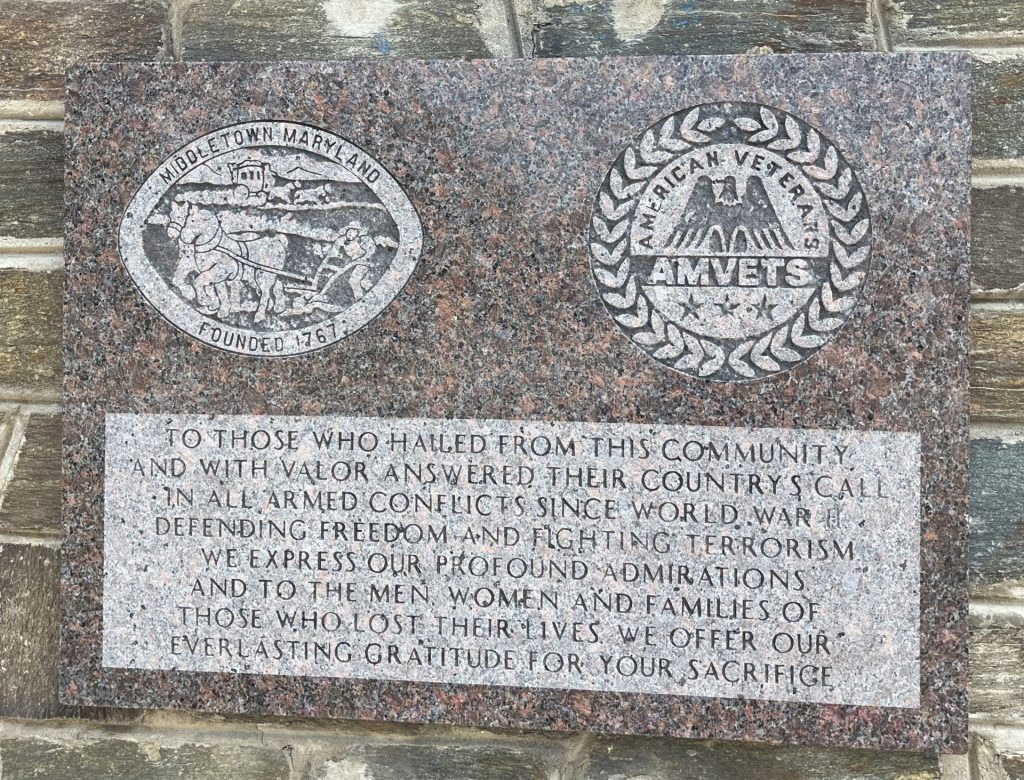 MIDDLETOWN MARYLAND
FOUNDED 1767
AMERICAN VETERANS
AMVETS
TO THOSE WHO HAILED FROM THIS COMMUNITY
AND WITH VALOR ANSWERED THEIR COUNTRY'S CALL
IN ALL ARMED CONFLICTS SINCE WORLD WAR II,
DEFENDING FREEDOM AND FIGHTING TERRORISM
WE EXPRESS OUR PROFOUND ADMIRATIONS
AND TO THE MEN, WOMEN AND FAMILIES OF
THOSE WHO LOST THEIR LIVES, WE OFFER OUR
EVERLASTING GRATITUDE FOR YOUR SACRIFICE